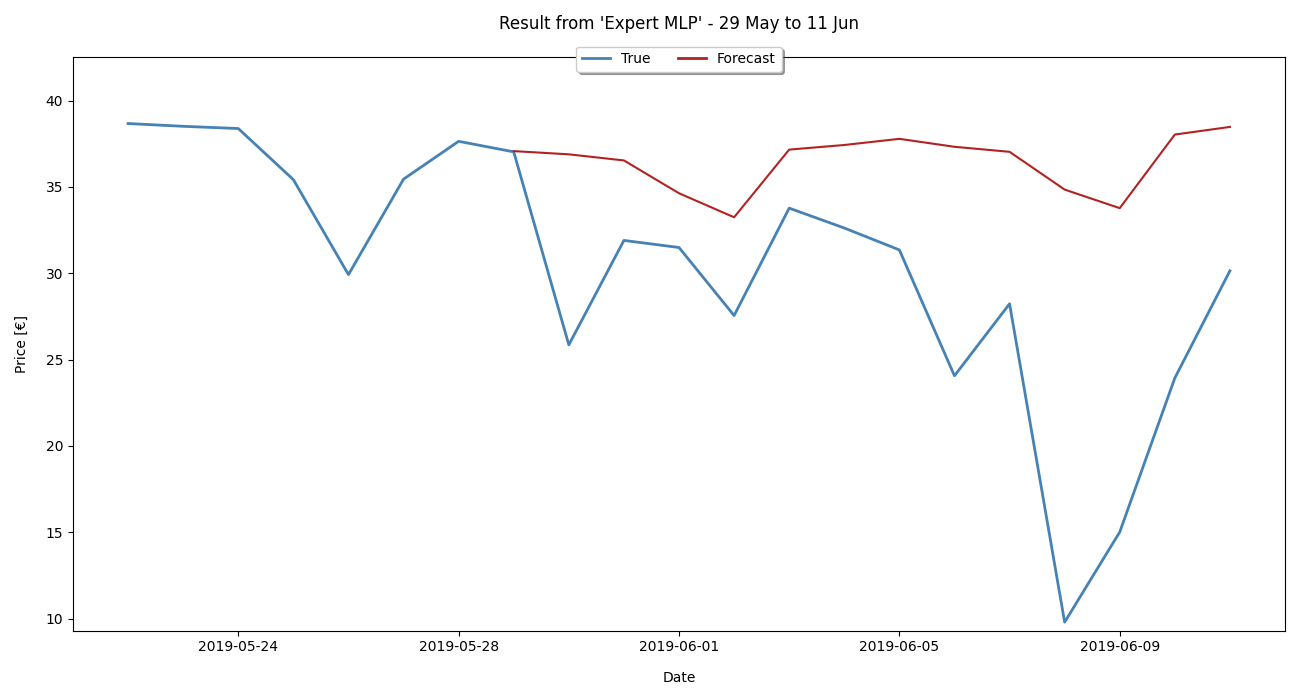 Result from 'Expert MLP' - 29 May to 11 Jun
True Forecast
40
35
30
25
20
15
10
Price [€]
2019-05-24 2019-05-28 2019-06-01 2019-06-05 2019-06-09
Date